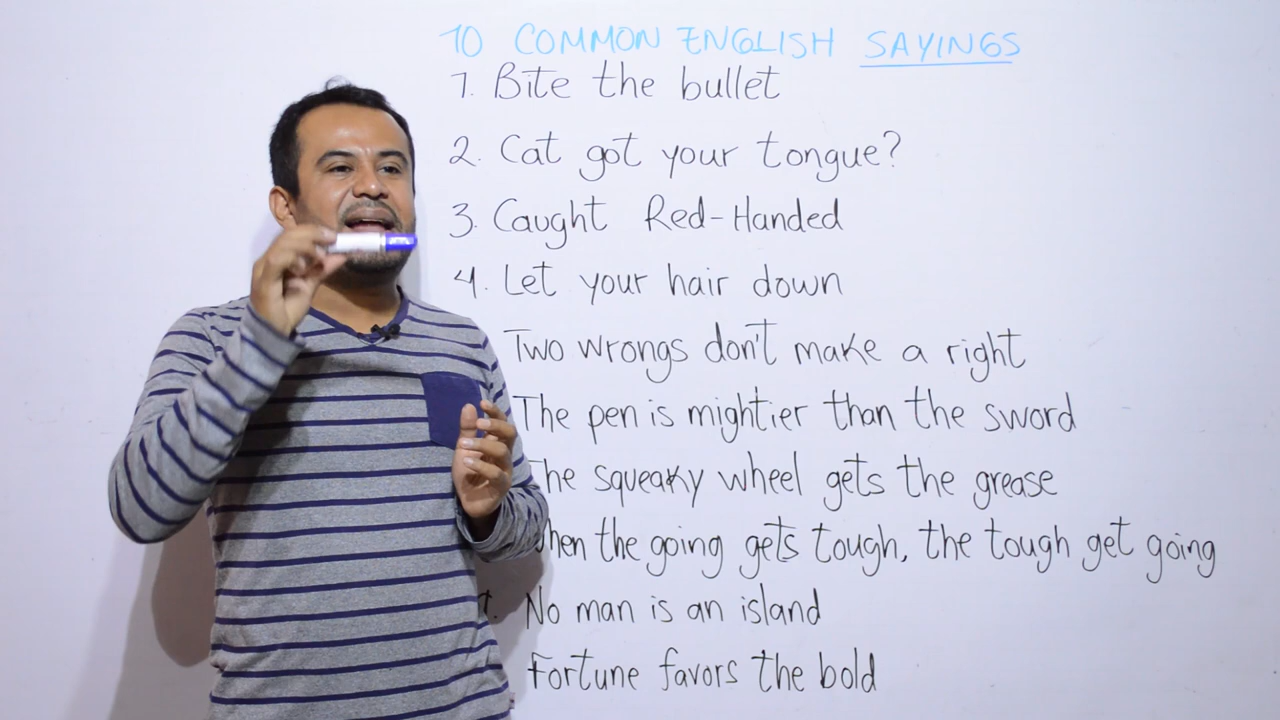 10 COMMON ENGLISH SAYINGS
1. Bite the bullet
2. Cat got your tongue?
3. Caught Red-Handed
4. Let your hair down
Two wrongs don't make a right
The pen is mightier than the sword
The squeaky wheel gets the grease
When the going gets tough, the tough get going
No man is an island
Fortune favors the bold